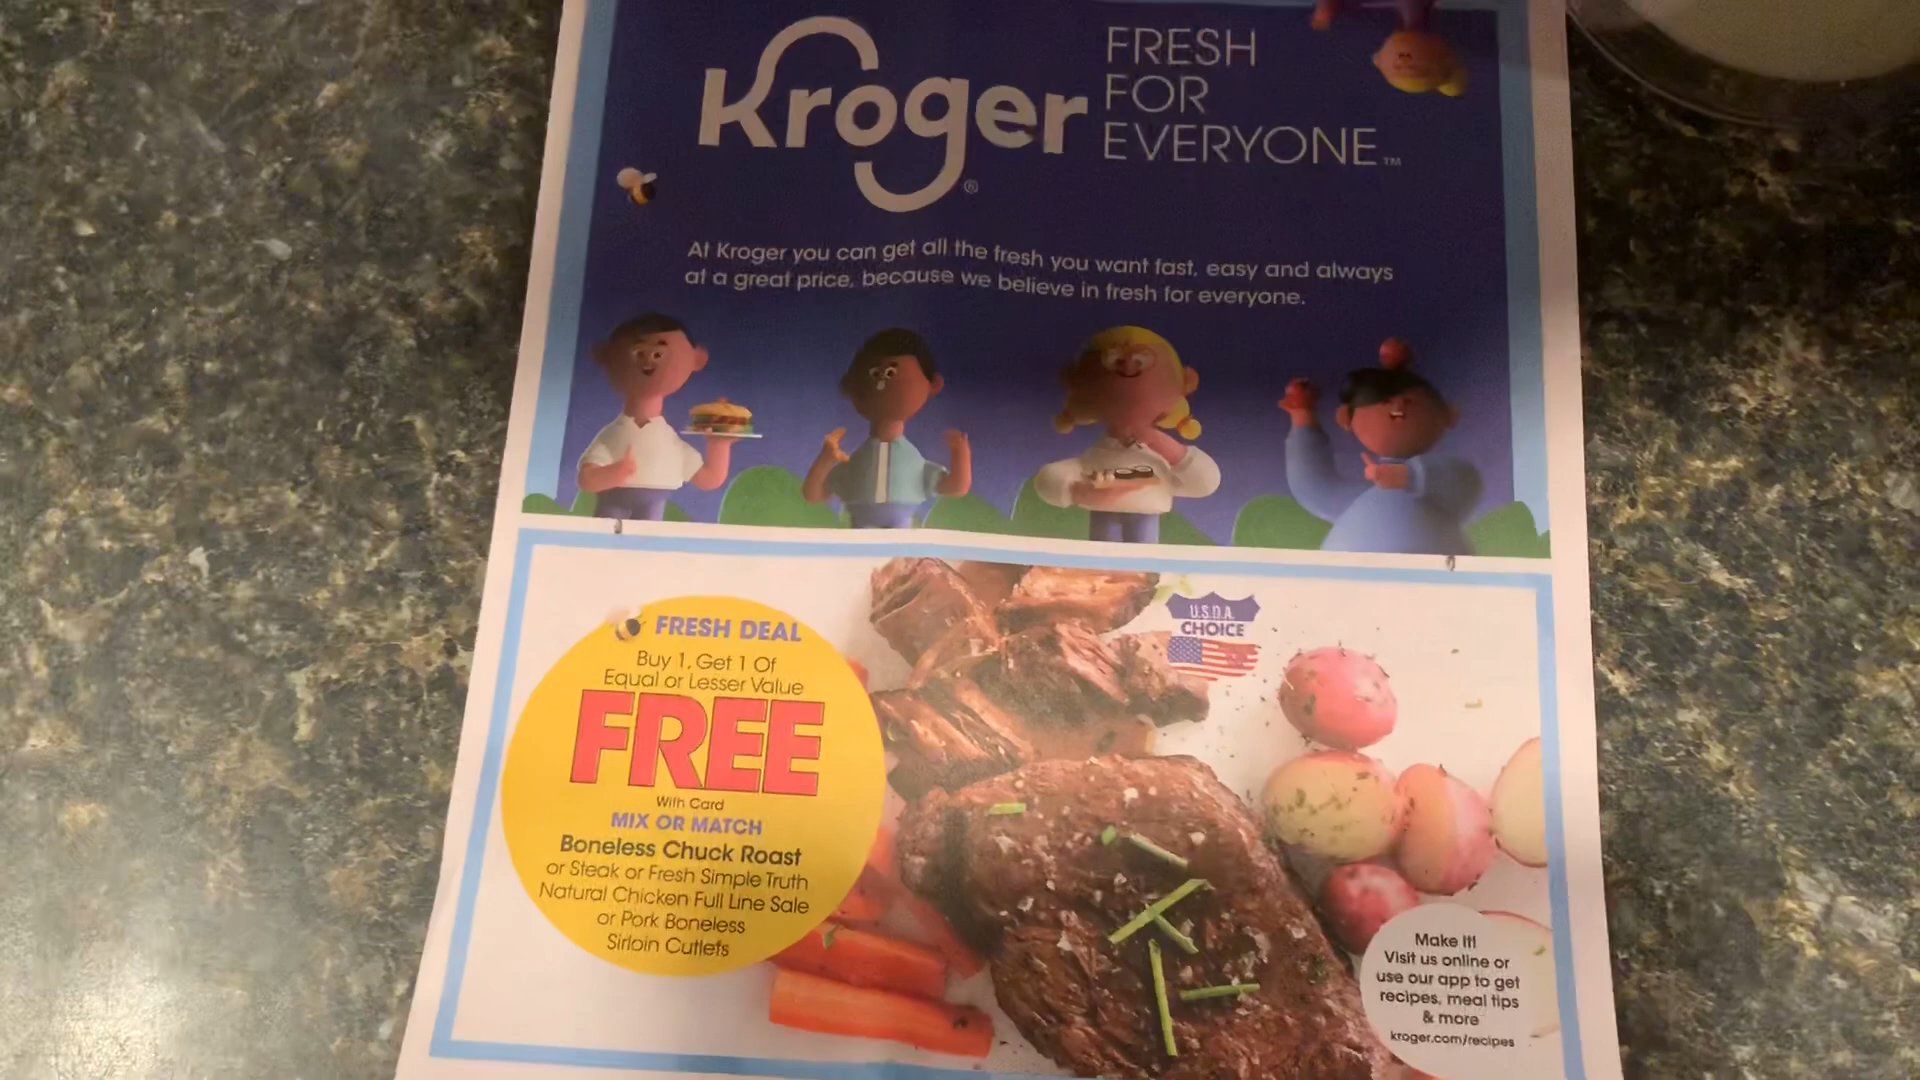 Kroger®
FRESH
FOR
EVERYONE™
At Kroger you can get all the fresh you want fast, easy and always
at a great price, because we believe in fresh for everyone.
FRESH DEAL
Buy 1, Get 1 Of
Equal or Lesser Value
FREE
With Card
MIX OR MATCH
Boneless Chuck Roast
or Steak or Fresh Simple Truth
Natural Chicken Full Line Sale
or Pork Boneless
Sirloin Cutlets
U.S.D.A.
CHOICE
Make It!
Visit us online or
use our app to get
recipes, meal tips
& more
kroger.com/recipes